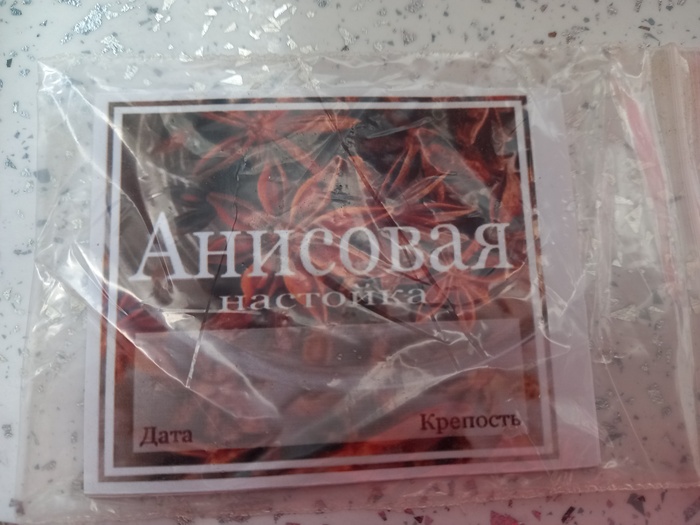 Анисовая
настойка
Дата Крепость